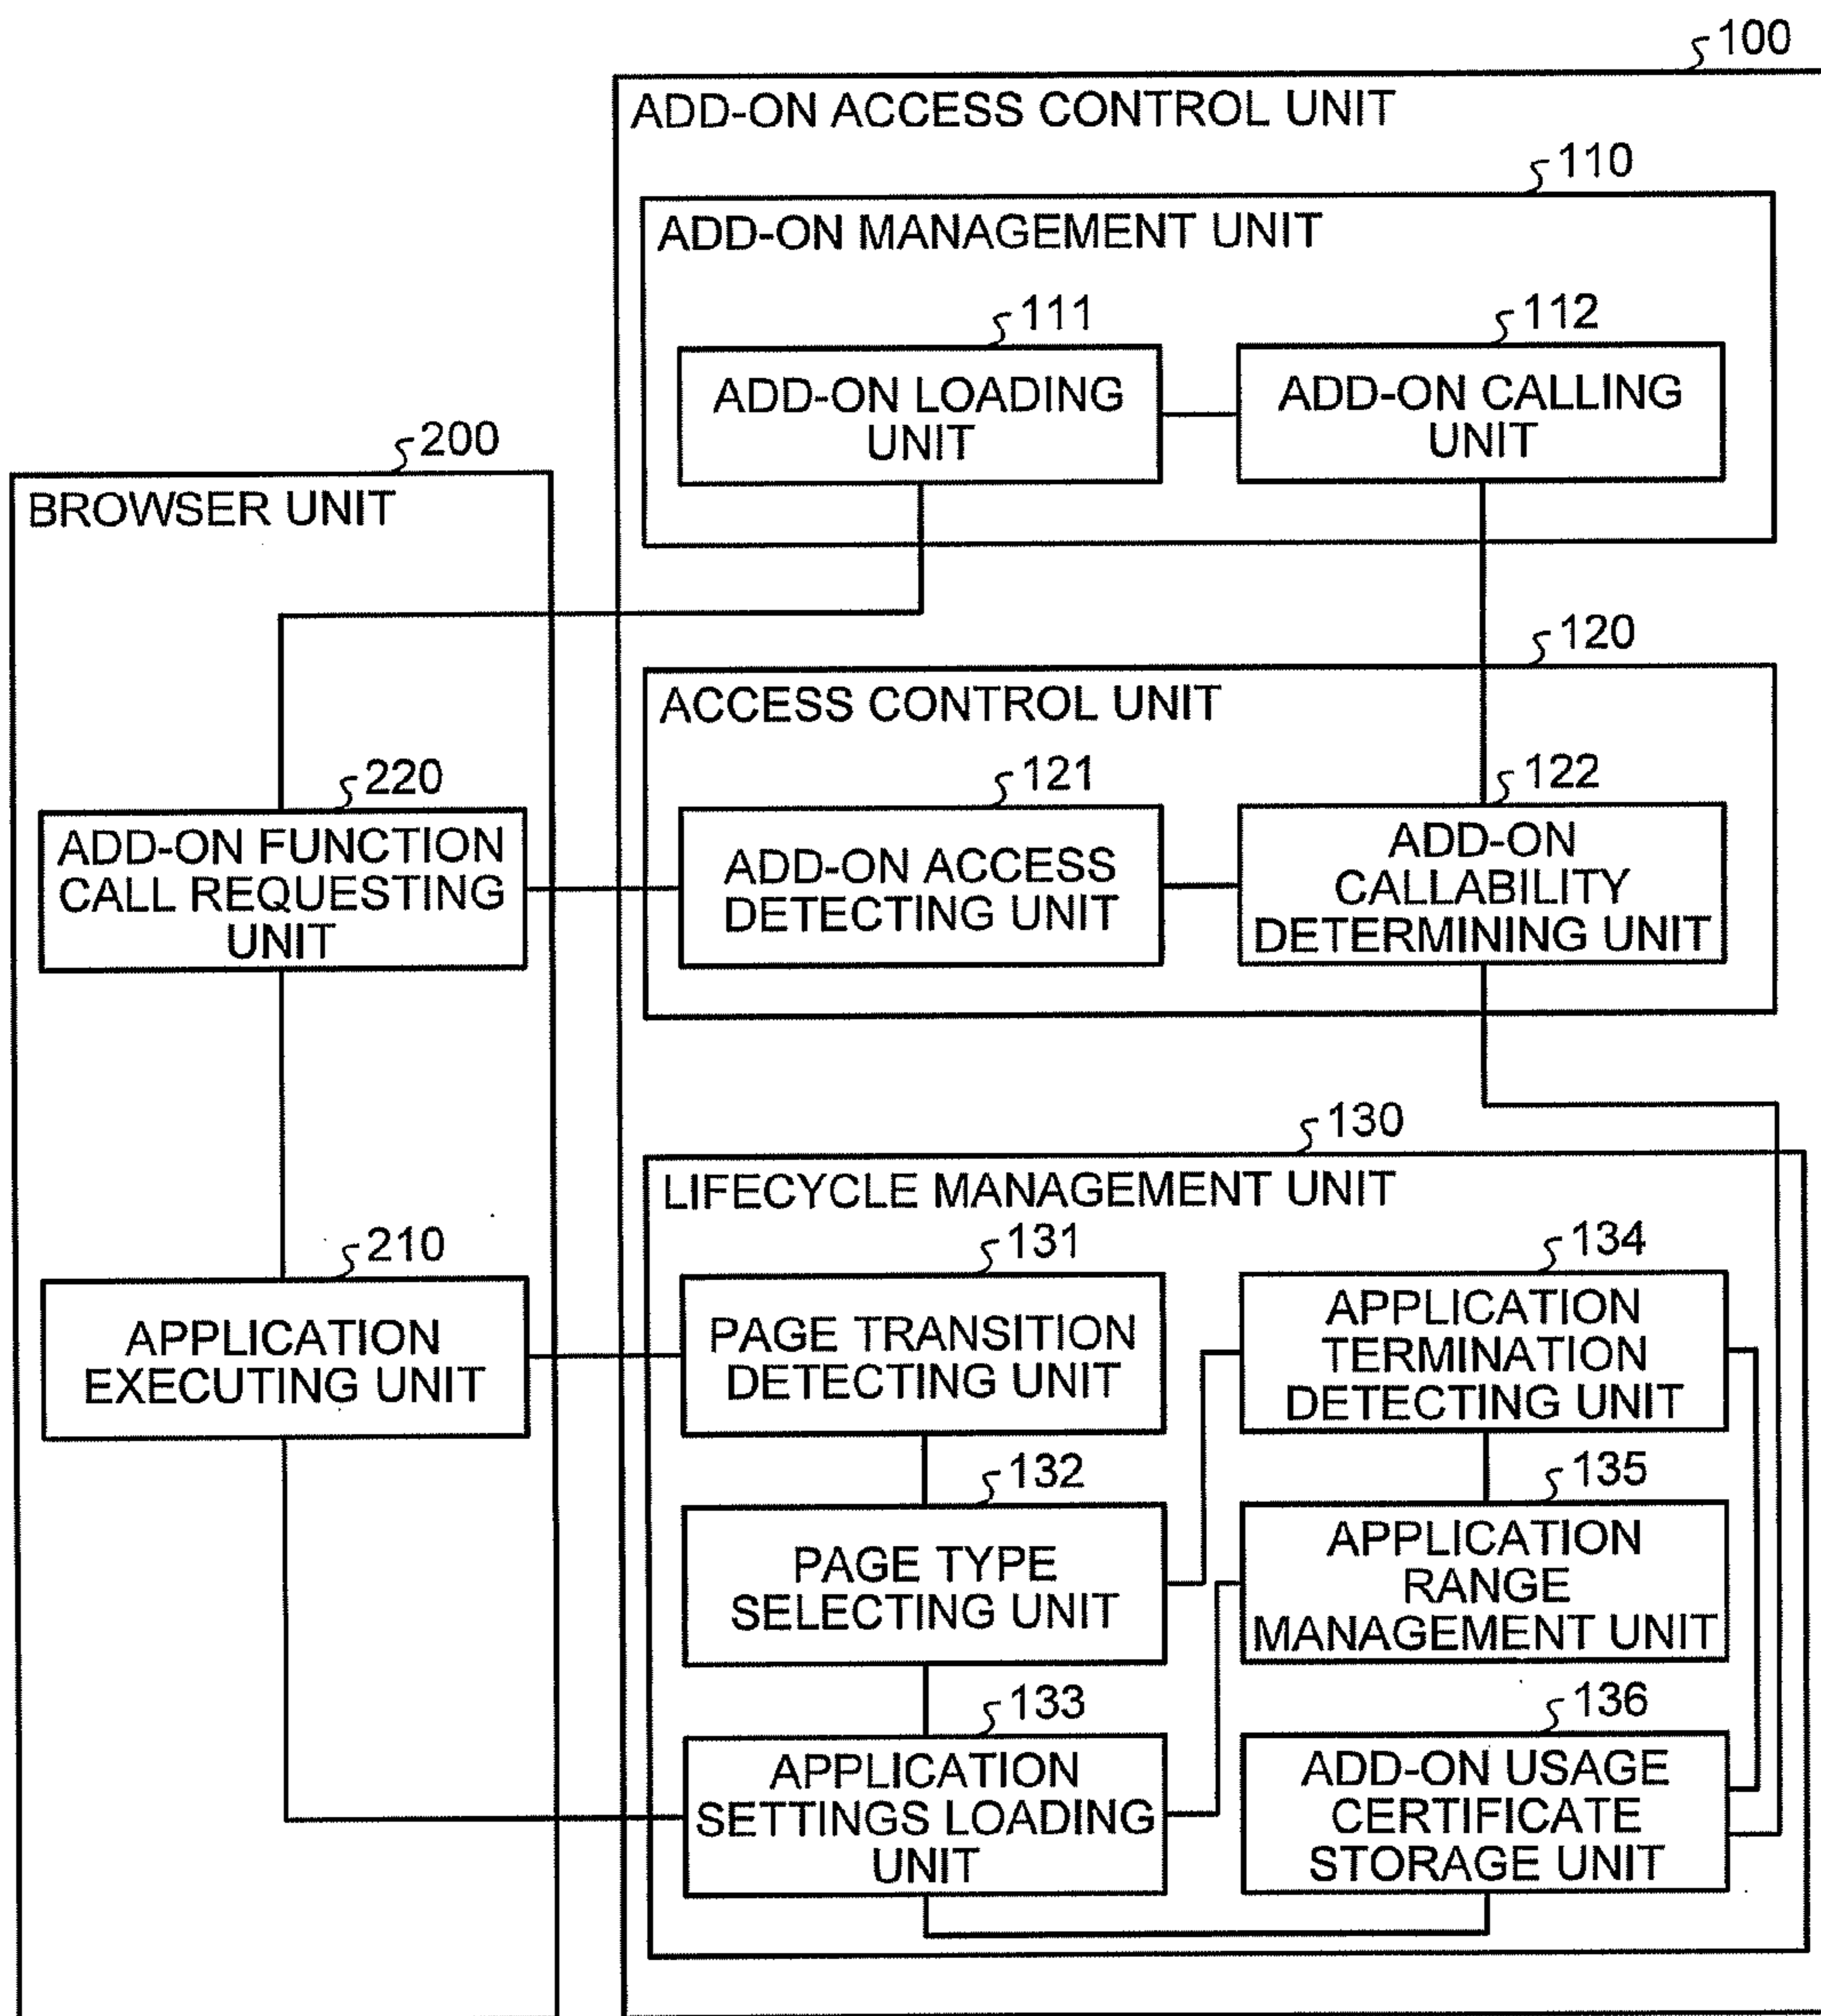 100
ADD-ON ACCESS CONTROL UNIT
110
ADD-ON MANAGEMENT UNIT
111
ADD-ON LOADING
UNIT
112
ADD-ON CALLING
UNIT
200
BROWSER UNIT
120
ACCESS CONTROL UNIT
220
ADD-ON FUNCTION
CALL REQUESTING
UNIT
121
ADD-ON ACCESS
DETECTING UNIT
122
ADD-ON
CALLABILITY
DETERMINING UNIT
130
LIFECYCLE MANAGEMENT UNIT
210
APPLICATION
EXECUTING UNIT
131
PAGE TRANSITION
DETECTING UNIT
134
APPLICATION
TERMINATION
DETECTING UNIT
132
PAGE TYPE
SELECTING UNIT
135
APPLICATION
RANGE
MANAGEMENT UNIT
133
APPLICATION
SETTINGS LOADING
UNIT
136
ADD-ON USAGE
CERTIFICATE
STORAGE UNIT